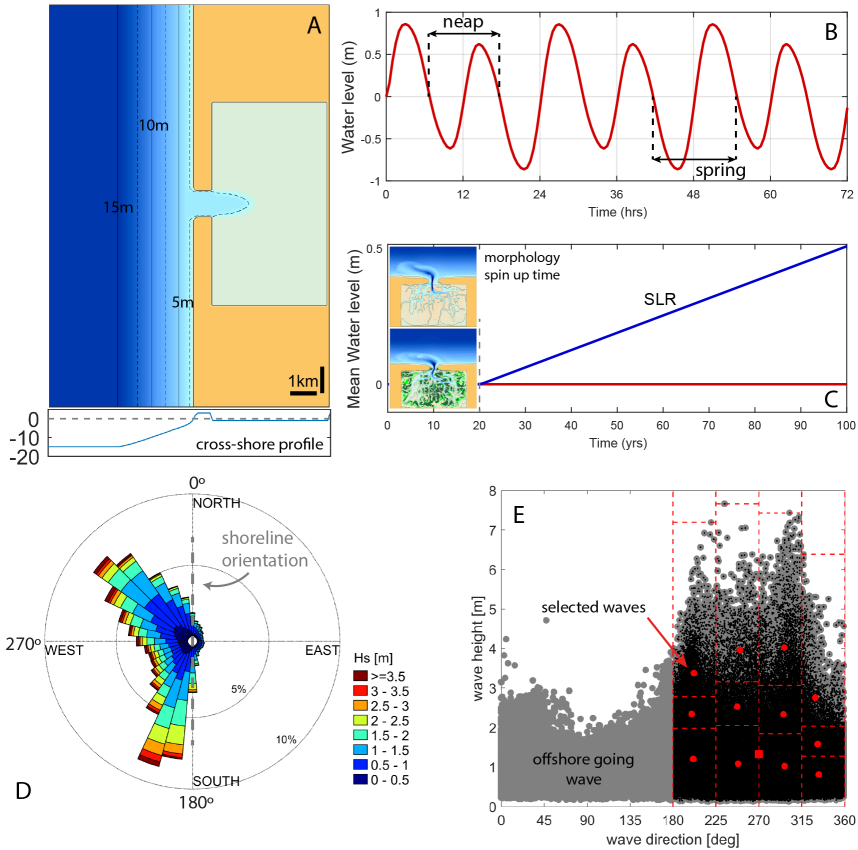 A
10m
15m
5m
1km
0
-10
-20
cross-shore profile
B
neap
spring
Water level (m)
1
0.5
0
-0.5
-1
0 12 24 36 48 60 72
Time (hrs)
morphology
spin up time
SLR
C
Mean Water level (m)
0.5
0
0 10 20 30 40 50 60 70 80 90 100
Time (yrs)
D
0º
NORTH
shoreline
orientation
270º
WEST
EAST
5%
10%
SOUTH
180º
Hs [m]
>=3.5
3 - 3.5
2.5 - 3
2 - 2.5
1.5 - 2
1 - 1.5
0.5 - 1
0 - 0.5
E
selected waves
offshore going
wave
wave height [m]
8
7
6
5
4
3
2
1
0
0 45 90 135 180 225 270 315 360
wave direction [deg]